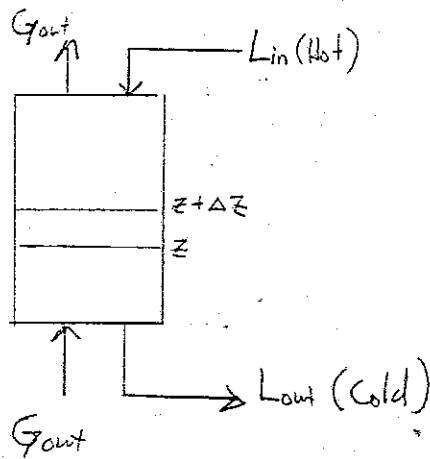 Gout
Lin (Hot)
z + Δz
z
Lout (Cold)
Gout